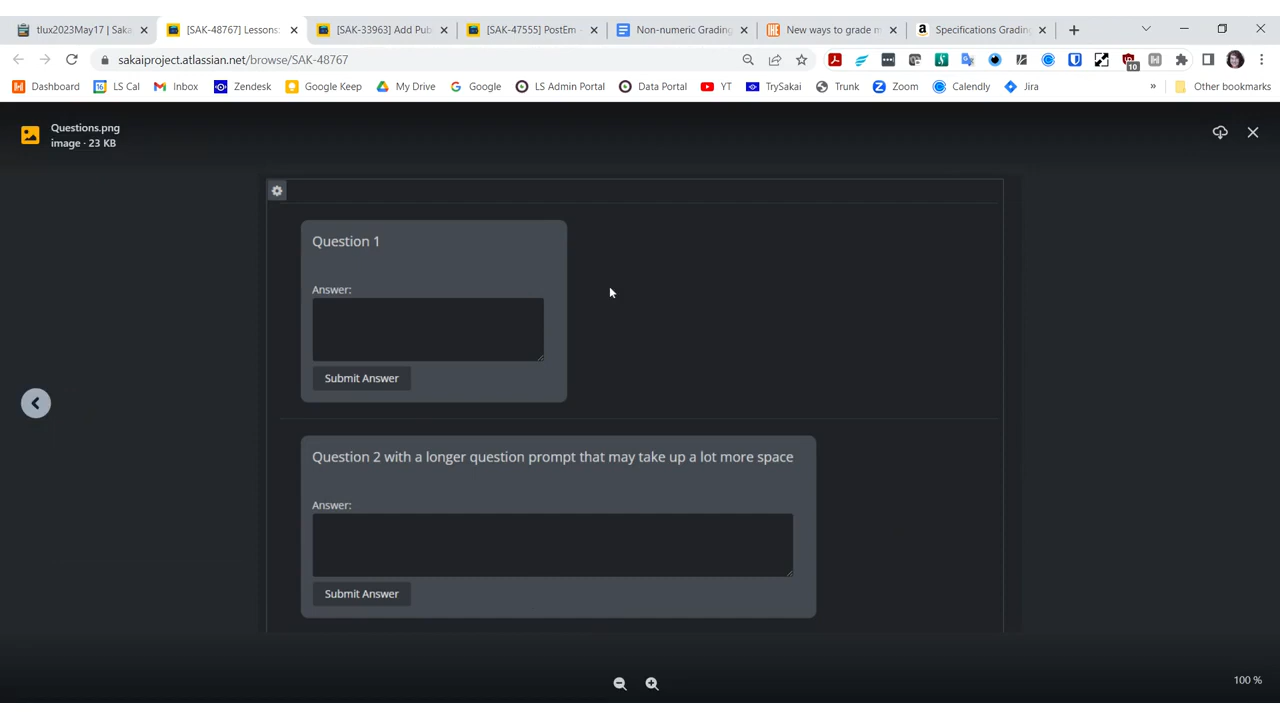 tlux2023May17 | Saka
[SAK-48767] Lessons:
[SAK-33963] Add Pub
[SAK-47555] PostEm -
Non-numeric Grading
New ways to grade m
Specifications Grading
sakaiproject.atlassian.net/browse/SAK-48767
10
Dashboard
LS Cal
Inbox
Zendesk
Google Keep
My Drive
Google
LS Admin Portal
Data Portal
YT
TrySakai
Trunk
Zoom
Calendly
Jira
»
Other bookmarks
Questions.png
image · 23 KB
Question 1
Answer:
Submit Answer
Question 2 with a longer question prompt that may take up a lot more space
Answer:
Submit Answer
100 %